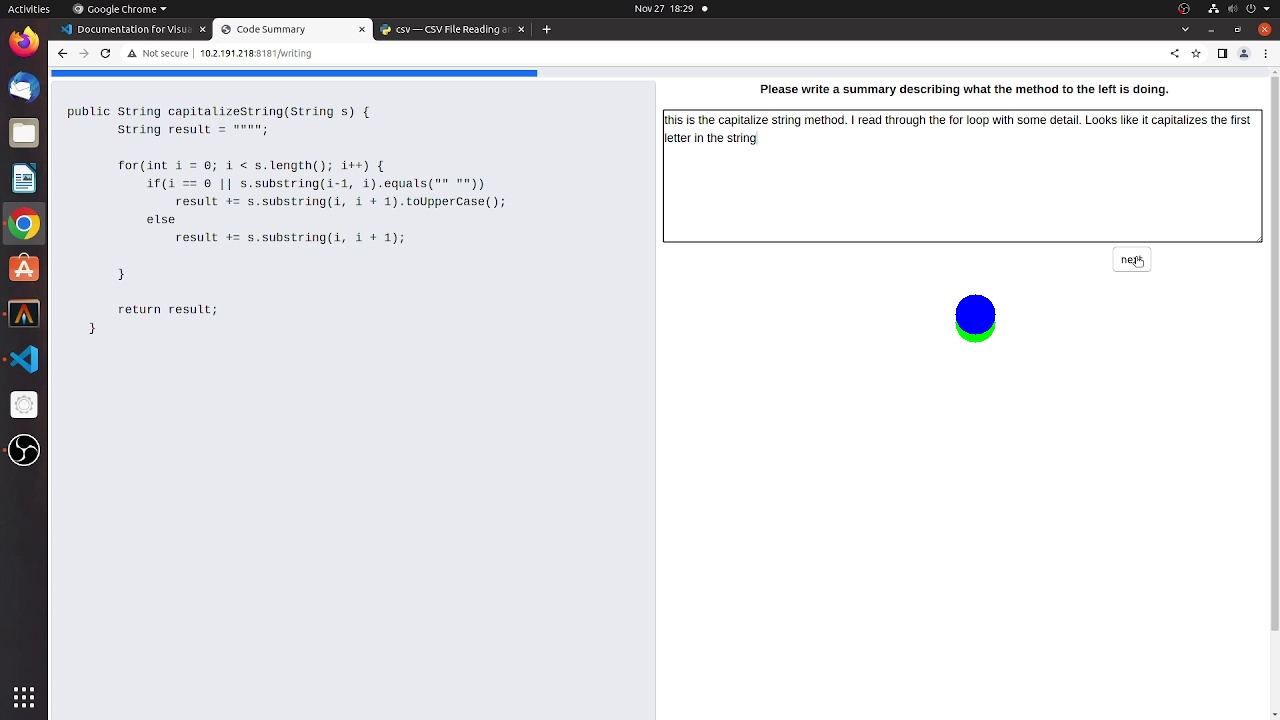 Activities Google Chrome Nov 27 18:29
Documentation for Visua Code Summary csv — CSV File Reading an
Not secure 10.2.191.218:8181/writing
Please write a summary describing what the method to the left is doing.
public String capitalizeString(String s) {
String result = """";
for(int i = 0; i < s.length(); i++) {
if(i == 0 || s.substring(i-1, i).equals("" ""))
result += s.substring(i, i + 1).toUpperCase();
else
result += s.substring(i, i + 1);
}
return result;
}
this is the capitalize string method. I read through the for loop with some detail. Looks like it capitalizes the first
letter in the string
next